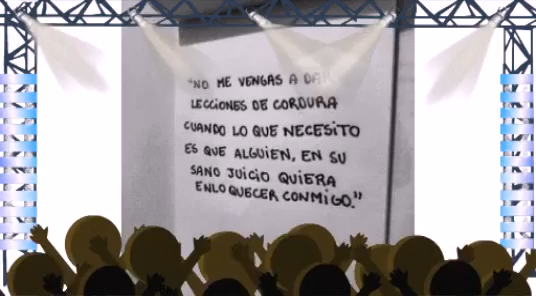 "NO ME VENGAS A DAR
LECCIONES DE CORDURA
CUANDO LO QUE NECESITO
ES QUE ALGUIEN, EN SU
SANO JUICIO QUIERA
ENLOQUECER CONMIGO."